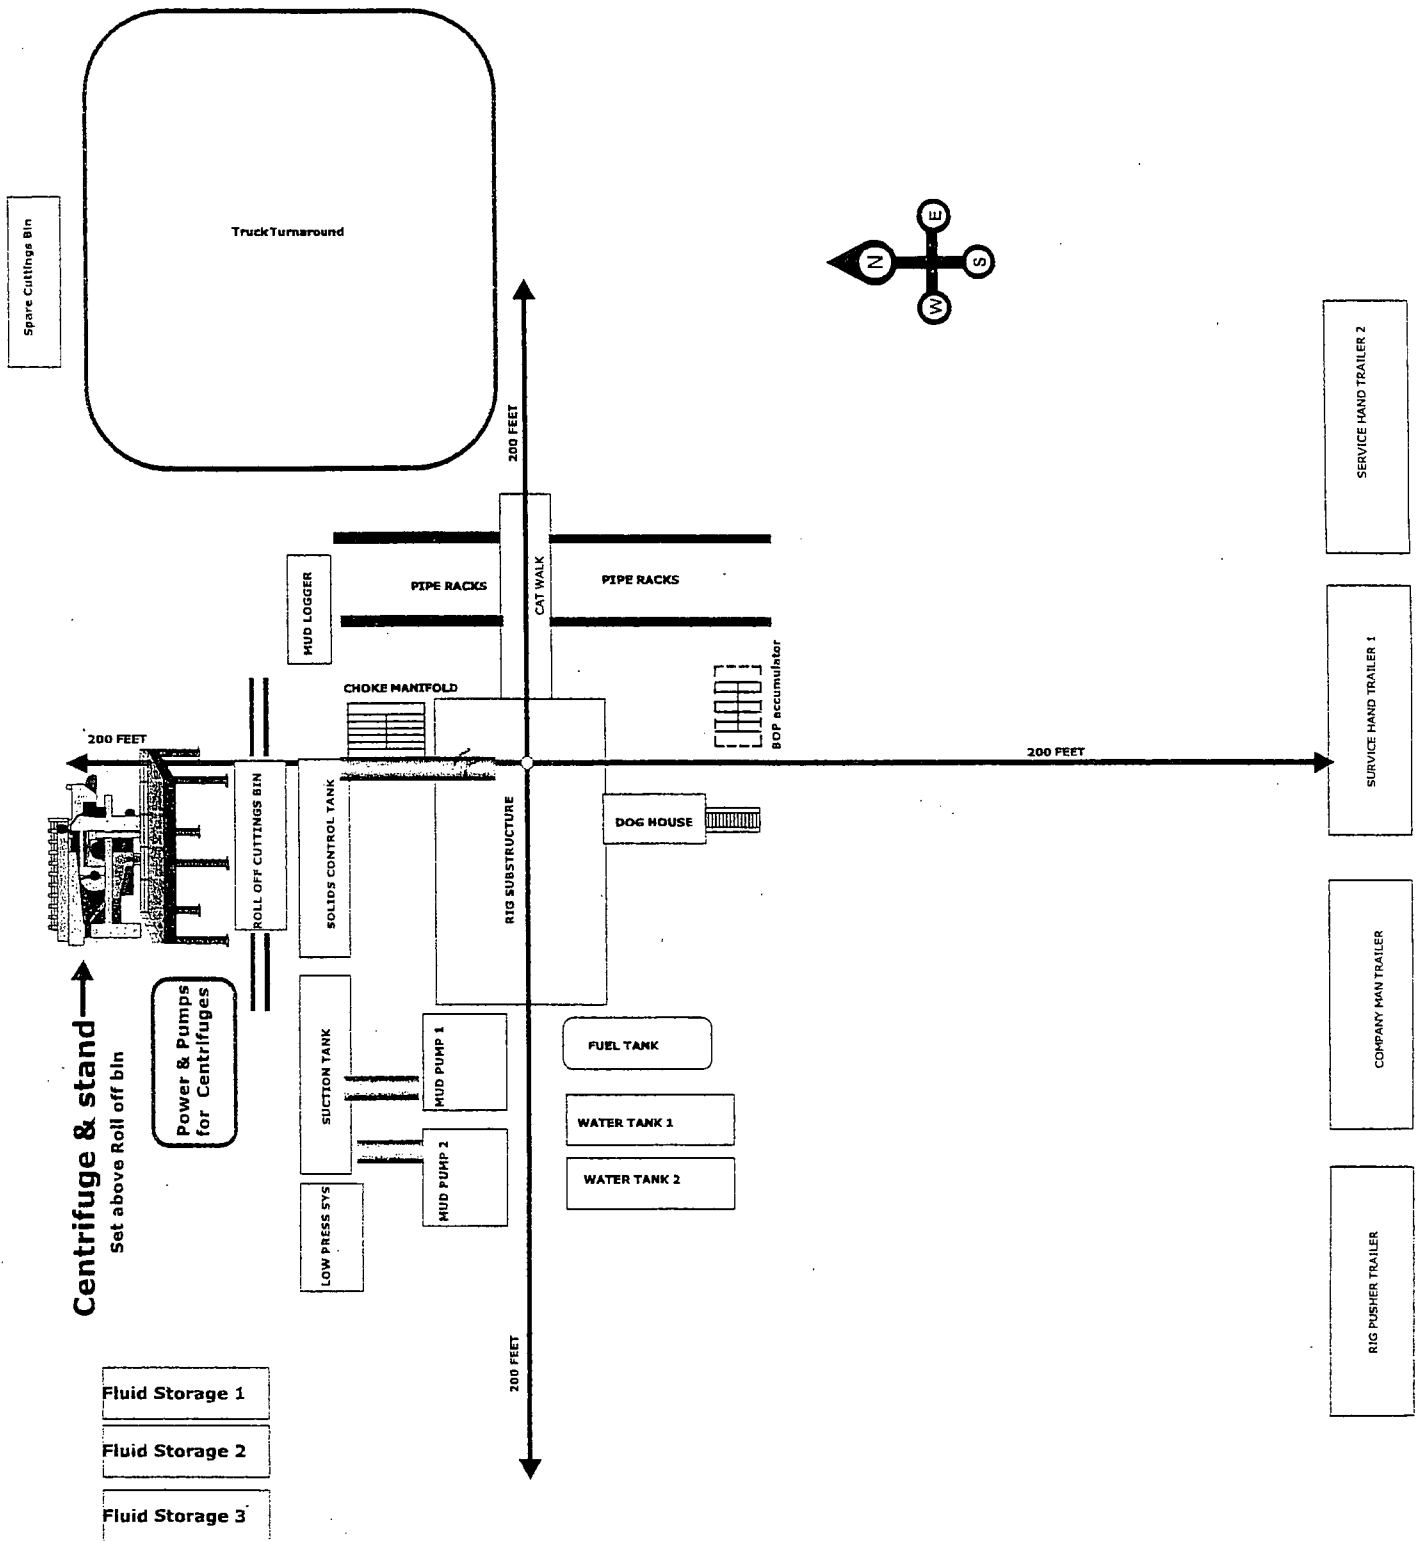 Spare Cuttings Bin
Truck Turnaround
N
E
S
W
200 FEET
SERVICE HAND TRAILER 2
MUD LOGGER
PIPE RACKS
CAT WALK
PIPE RACKS
SURVICE HAND TRAILER 1
CHOKE MANIFOLD
BOP accumulator
200 FEET
200 FEET
ROLL OFF CUTTINGS BIN
SOLIDS CONTROL TANK
RIG SUBSTRUCTURE
DOG HOUSE
Centrifuge & stand
Set above Roll off bin
Power & Pumps
for Centrifuges
SUCTION TANK
MUD PUMP 1
FUEL TANK
COMPANY MAN TRAILER
WATER TANK 1
MUD PUMP 2
WATER TANK 2
LOW PRESS SYS
RIG PUSHER TRAILER
200 FEET
Fluid Storage 1
Fluid Storage 2
Fluid Storage 3